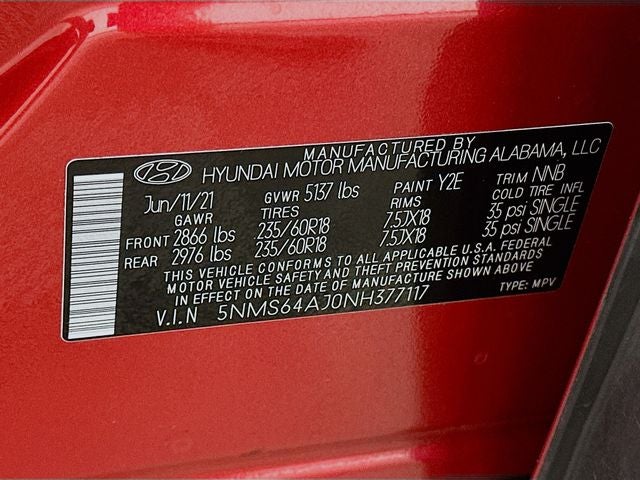 MANUFACTURED BY
HYUNDAI MOTOR MANUFACTURING ALABAMA, LLC
Jun/11/21 GVWR 5137 lbs PAINT Y2E TRIM NNB
GAWR TIRES RIMS COLD TIRE INFL
FRONT 2866 lbs 235/60R18 7.5JX18 35 psi SINGLE
REAR 2976 lbs 235/60R18 7.5JX18 35 psi SINGLE
THIS VEHICLE CONFORMS TO ALL APPLICABLE U.S.A. FEDERAL
MOTOR VEHICLE SAFETY AND THEFT PREVENTION STANDARDS
IN EFFECT ON THE DATE OF MANUFACTURE SHOWN ABOVE
V.I.N 5NMS64AJ0NH377117 TYPE: MPV